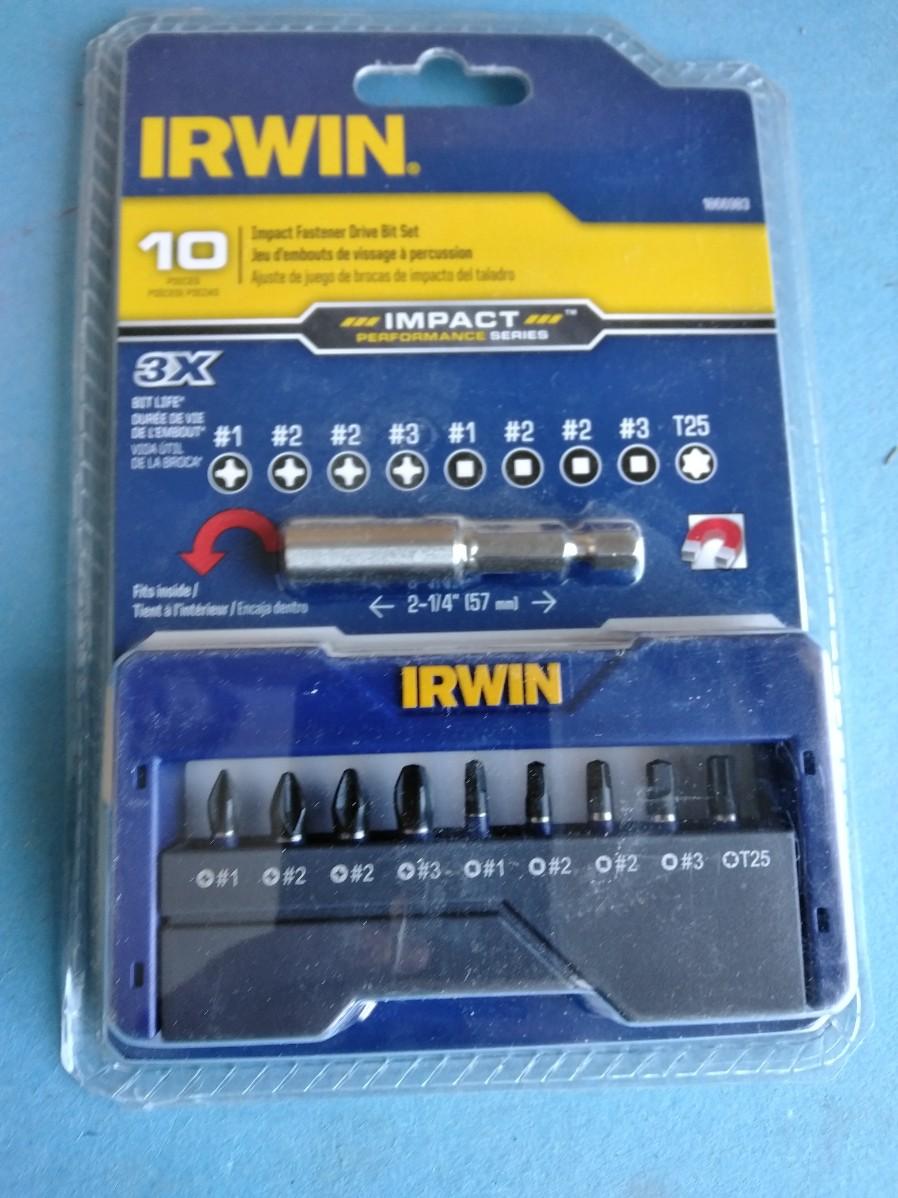 IRWIN.
1866983
10
PIECES
PIÈCES/ PIEZAS
Impact Fastener Drive Bit Set
Jeu d'embouts de vissage à percussion
Ajuste de juego de brocas de impacto del taladro
IMPACT™
PERFORMANCE SERIES
3X
BIT LIFE*
DURÉE DE VIE
DE L'EMBOUT*
VIDA ÚTIL
DE LA BROCA*
#1 #2 #2 #3 #1 #2 #2 #3 T25
Fits inside /
Tient à l'intérieur / Encaja dentro
2-1/4" (57 mm)
IRWIN
#1 #2 #2 #3 #1 #2 #2 #3 T25